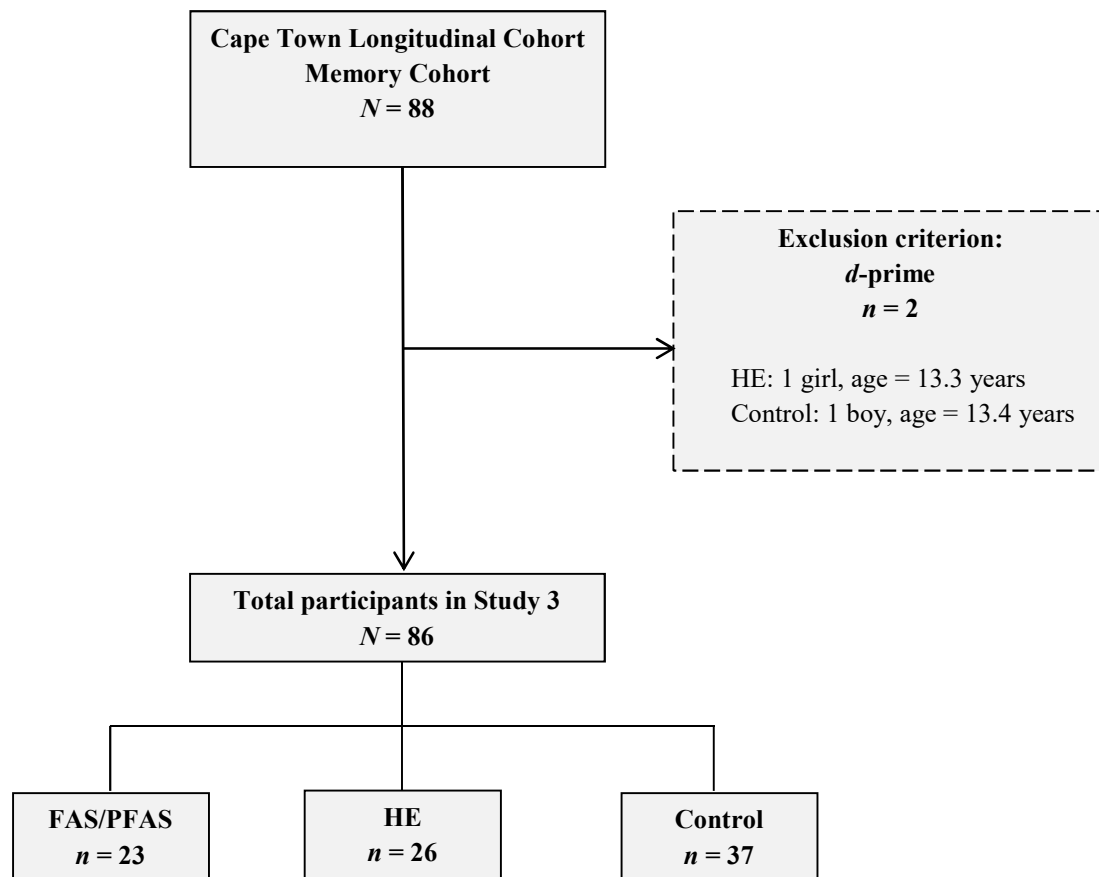 Cape Town Longitudinal Cohort
Memory Cohort
N = 88
Exclusion criterion:
d-prime
n = 2
HE: 1 girl, age = 13.3 years
Control: 1 boy, age = 13.4 years
Total participants in Study 3
N = 86
FAS/PFAS
n = 23
HE
n = 26
Control
n = 37